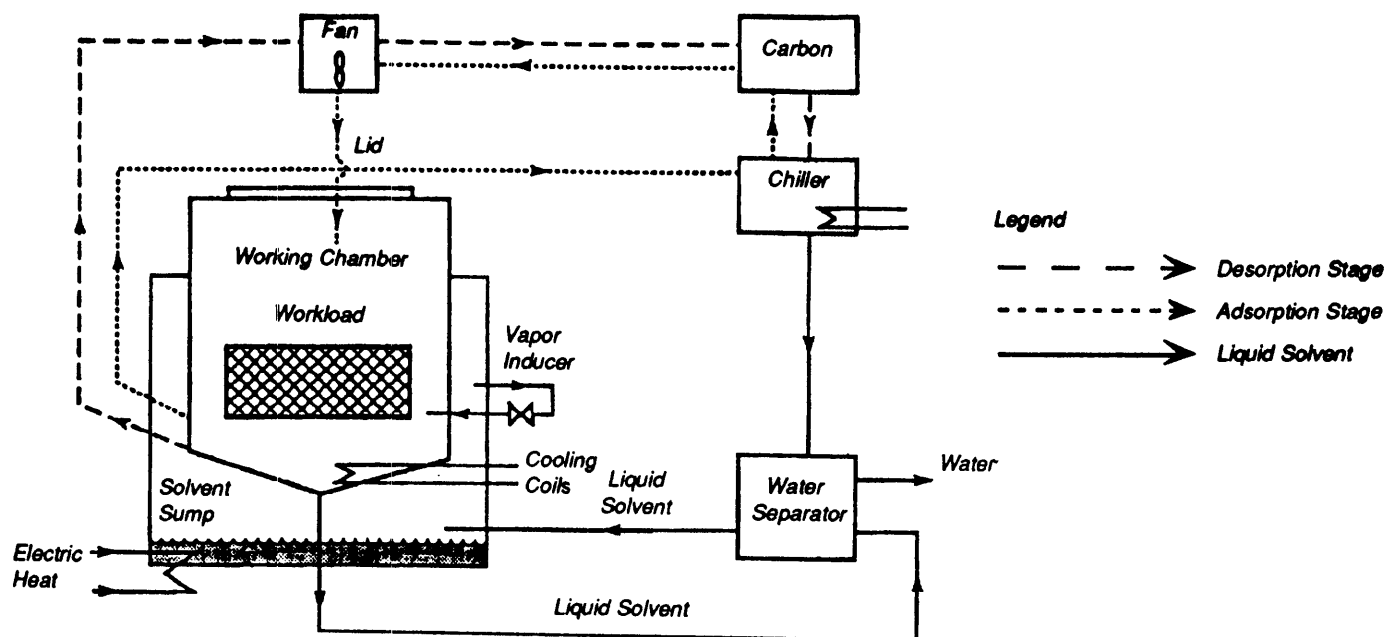 Fan
Carbon
Lid
Chiller
Legend
Working Chamber
Desorption Stage
Workload
Adsorption Stage
Vapor
Inducer
Liquid Solvent
Cooling
Coils
Liquid
Solvent
Water
Separator
Water
Solvent
Sump
Electric
Heat
Liquid Solvent